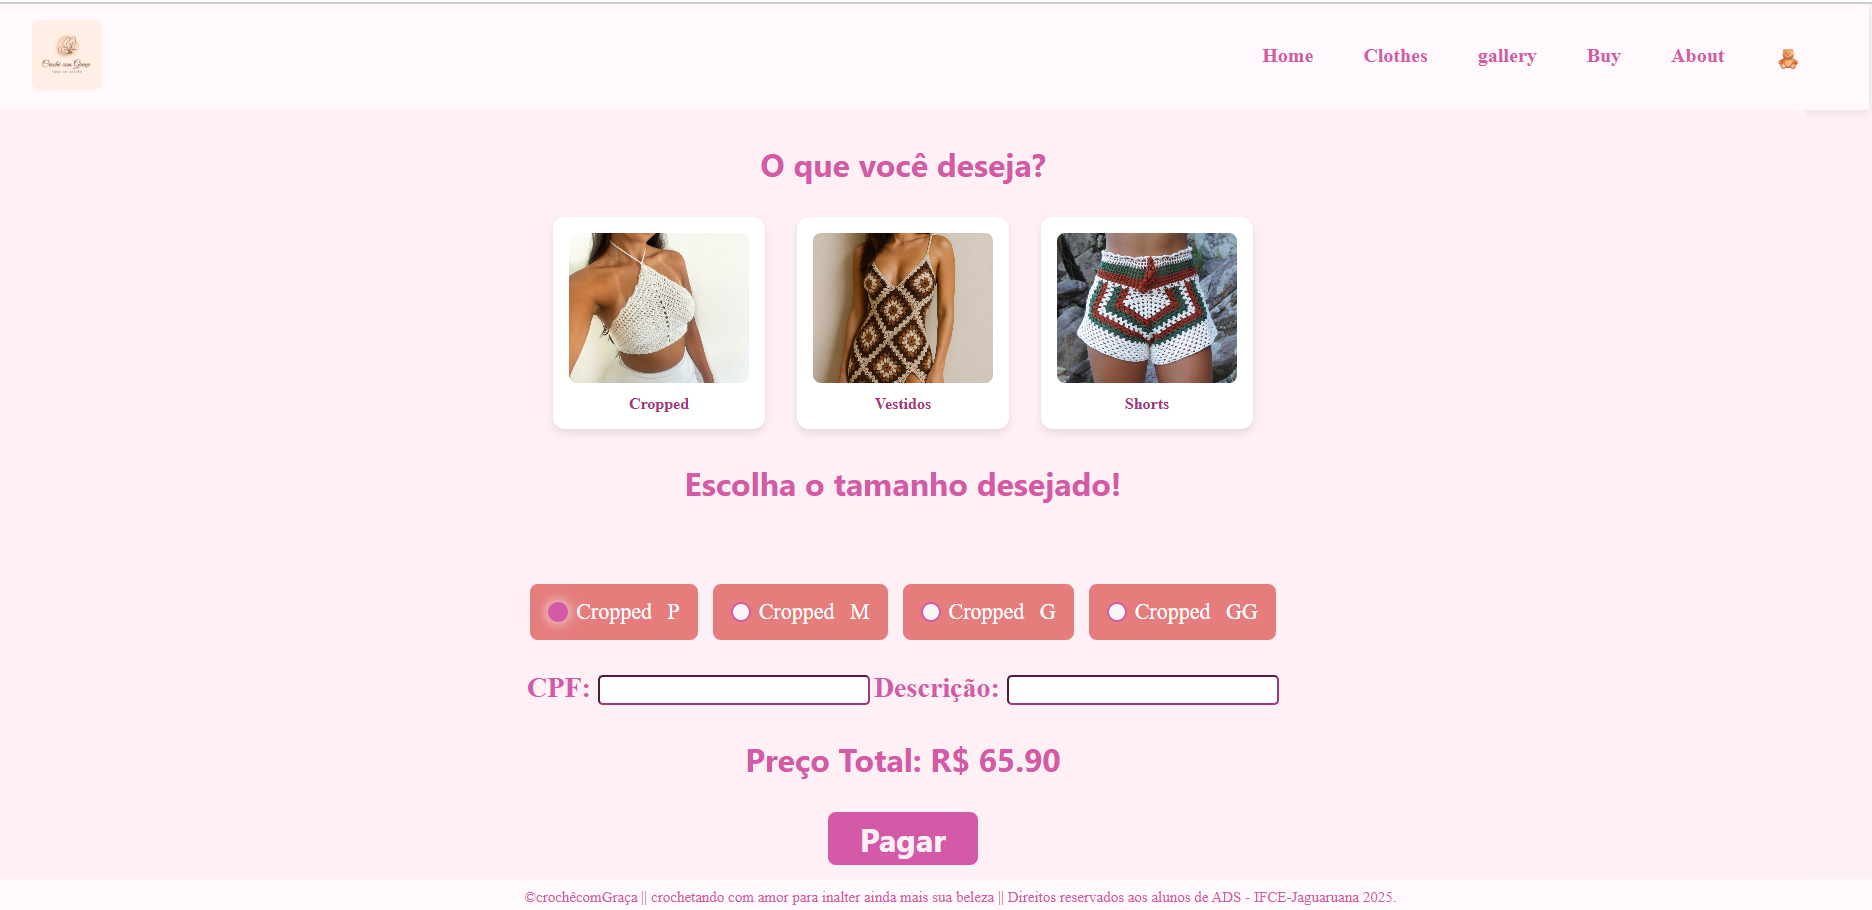 Crochê com Graça
Home Clothes gallery Buy About
O que você deseja?
Cropped Vestidos Shorts
Escolha o tamanho desejado!
Cropped P Cropped M Cropped G Cropped GG
CPF: Descrição:
Preço Total: R$ 65.90
Pagar
©crochêcomGraça || crochetando com amor para inalter ainda mais sua beleza || Direitos reservados aos alunos de ADS - IFCE-Jaguaruana 2025.